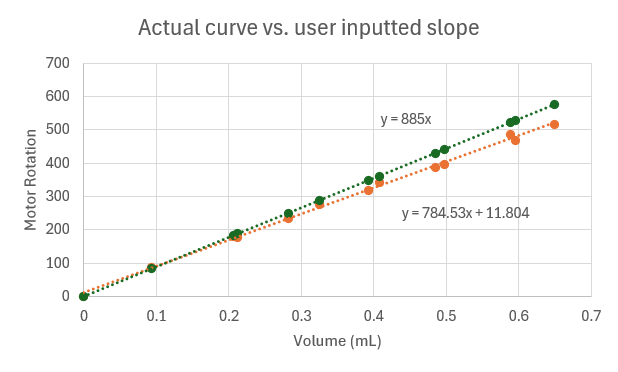 Actual curve vs. user inputted slope
700
600
500
400
300
200
100
0
Motor Rotation
y = 885x
y = 784.53x + 11.804
0 0.1 0.2 0.3 0.4 0.5 0.6 0.7
Volume (mL)